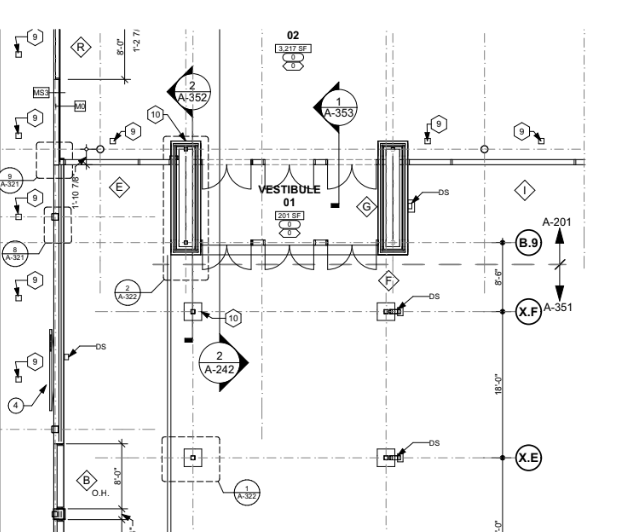 02
3,217 SF
0
0
9
R
8'-0"
1'-2 7
2
A-352
1
A-353
MS3
M0
10
9
9
9
9
A-321
1'-10 7/8"
E
VESTIBULE
01
201 SF
0
0
G
DS
I
9
A-201
B.9
8
A-321
2
A-322
F
8'-6"
9
DS
X.F
A-351
10
DS
2
A-242
9
18'-0"
4
DS
X.E
B
O.H.
8'-0"
1
A-322